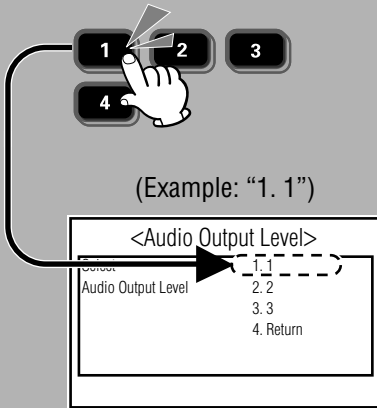 1 2 3
4
(Example: “1. 1”)
<Audio Output Level>
Select 1. 1
Audio Output Level 2. 2
3. 3
4. Return